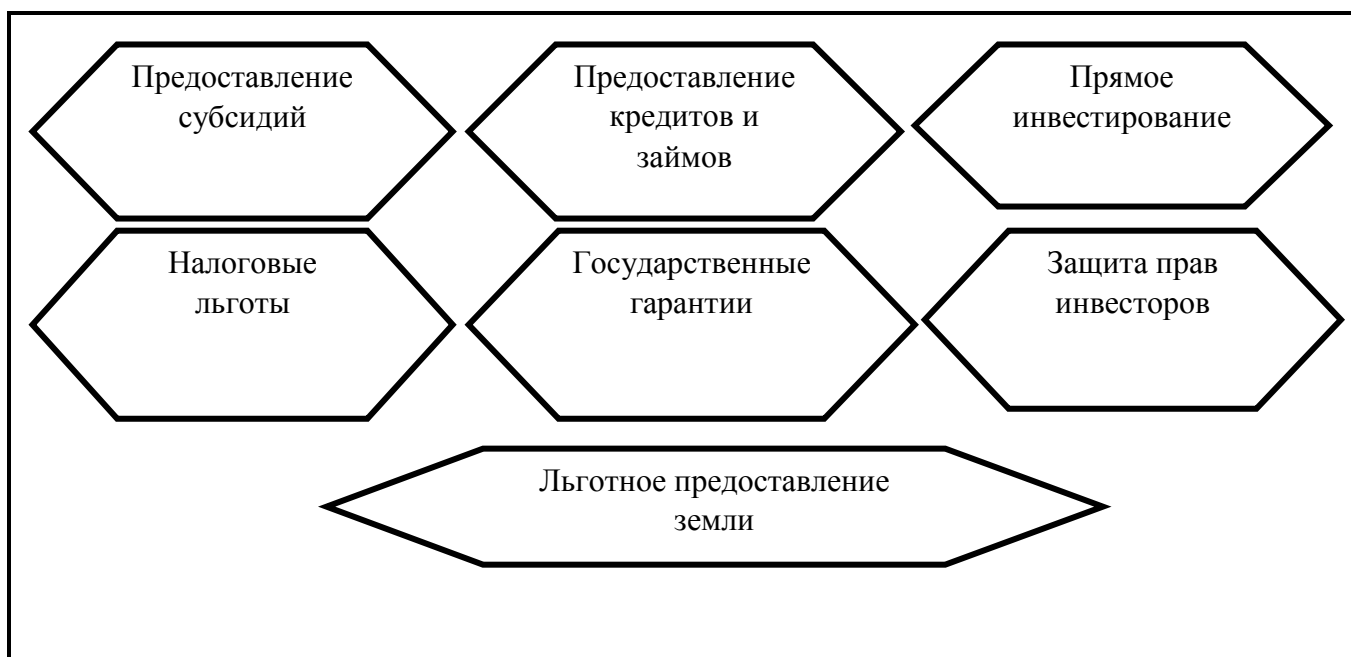 Предоставление
субсидий
Предоставление
кредитов и
займов
Прямое
инвестирование
Налоговые
льготы
Государственные
гарантии
Защита прав
инвесторов
Льготное предоставление
земли